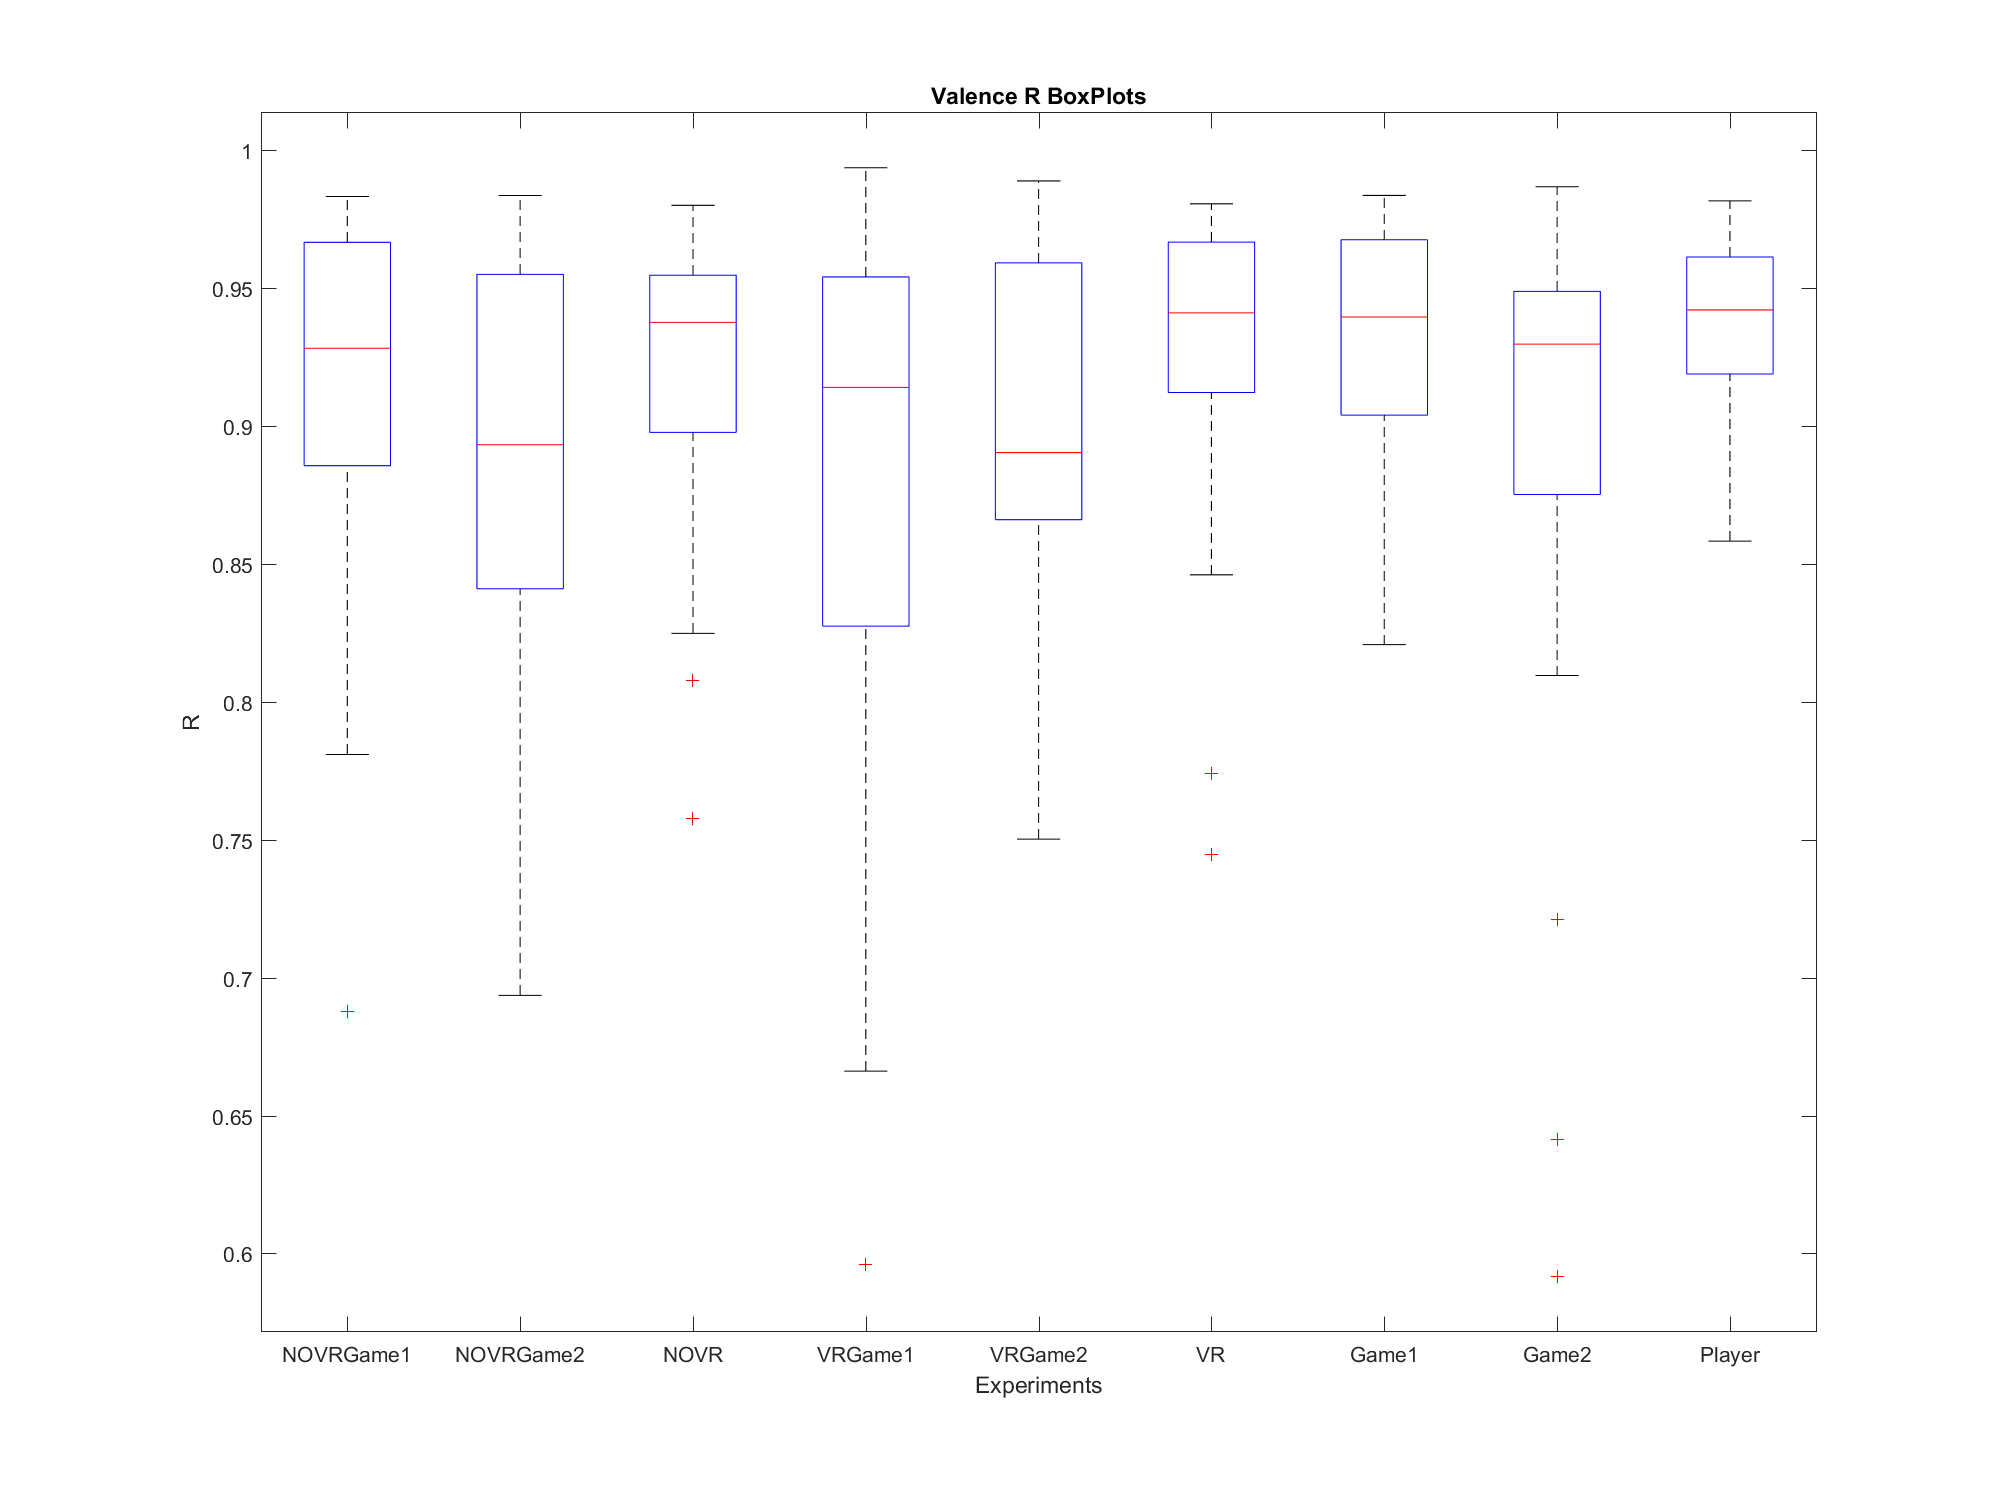 Valence R BoxPlots
1
0.95
0.9
0.85
0.8
0.75
0.7
0.65
0.6
R
NOVRGame1 NOVRGame2 NOVR VRGame1 VRGame2 VR Game1 Game2 Player
Experiments